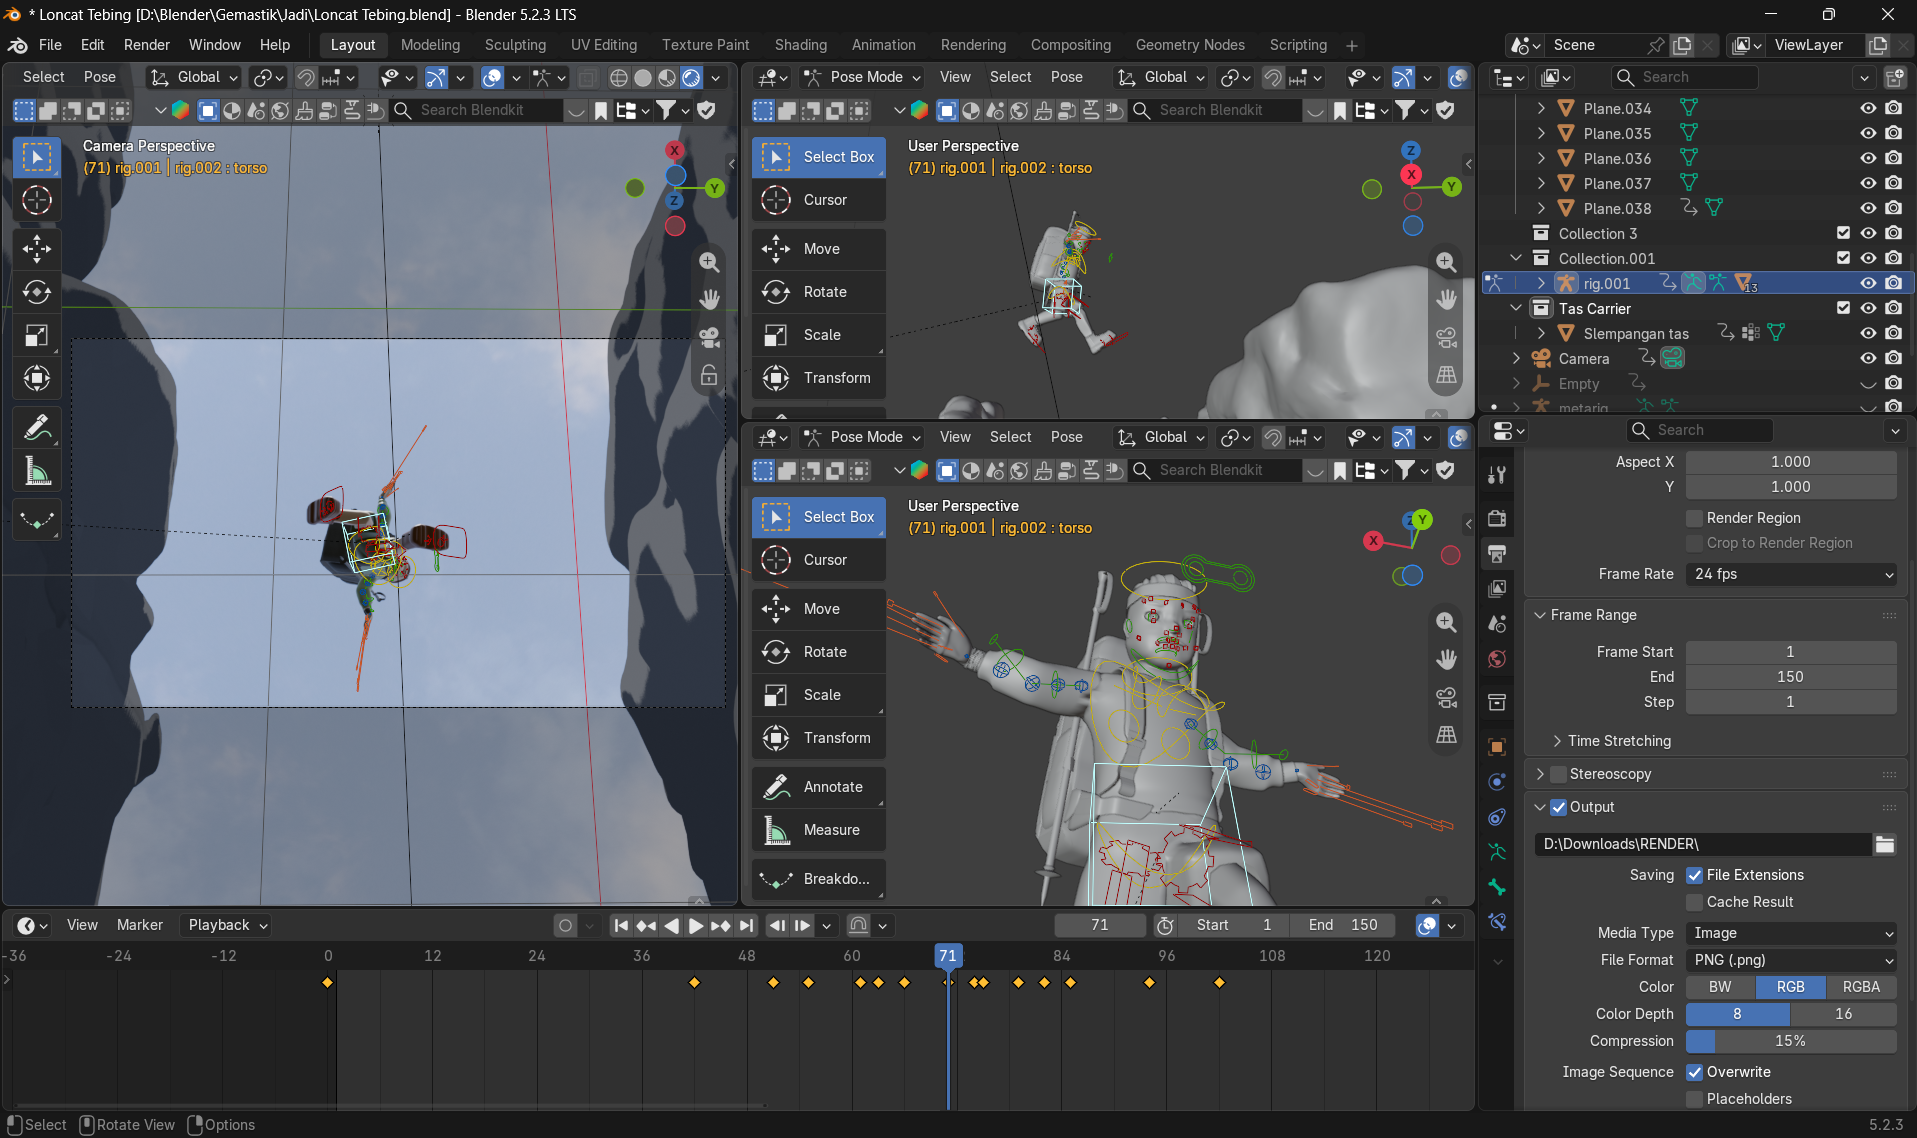 * Loncat Tebing [D:\Blender\Gemastik\Jadi\Loncat Tebing.blend] - Blender 5.2.3 LTS
File Edit Render Window Help Layout Modeling Sculpting UV Editing Texture Paint Shading Animation Rendering Compositing Geometry Nodes Scripting Scene ViewLayer
Select Pose Global
Search Blendkit
Camera Perspective
(71) rig.001 | rig.002 : torso
X
Y
Z
Pose Mode View Select Pose Global
Search Blendkit
Select Box
Cursor
Move
Rotate
Scale
Transform
User Perspective
(71) rig.001 | rig.002 : torso
Z
X
Y
Pose Mode View Select Pose Global
Search Blendkit
Select Box
Cursor
Move
Rotate
Scale
Transform
Annotate
Measure
Breakdo...
User Perspective
(71) rig.001 | rig.002 : torso
Z
Y
X
Search
Plane.034
Plane.035
Plane.036
Plane.037
Plane.038
Collection 3
Collection.001
rig.001 13
Tas Carrier
Slempangan tas
Camera
Empty
metarig
Search
Aspect X 1.000
Y 1.000
Render Region
Crop to Render Region
Frame Rate 24 fps
Frame Range
Frame Start 1
End 150
Step 1
Time Stretching
Stereoscopy
Output
D:\Downloads\RENDER\
Saving File Extensions
Cache Result
Media Type Image
File Format PNG (.png)
Color BW RGB RGBA
Color Depth 8 16
Compression 15%
Image Sequence Overwrite
Placeholders
View Marker Playback 71 Start 1 End 150
-36 -24 -12 0 12 24 36 48 60 71 84 96 108 120
Select Rotate View Options 5.2.3